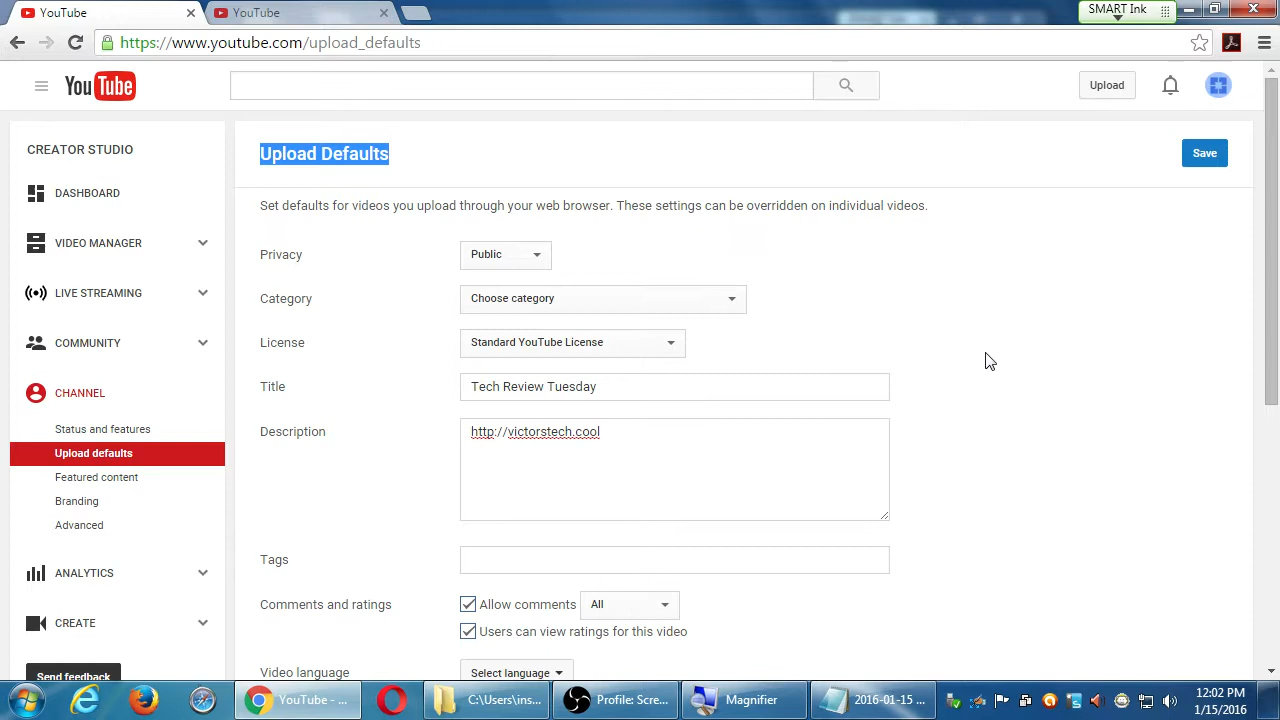 YouTube
YouTube
SMART Ink
https://www.youtube.com/upload_defaults
YouTube
Upload
CREATOR STUDIO
DASHBOARD
VIDEO MANAGER
LIVE STREAMING
COMMUNITY
CHANNEL
Status and features
Upload defaults
Featured content
Branding
Advanced
ANALYTICS
CREATE
Send feedback
Upload Defaults
Save
Set defaults for videos you upload through your web browser. These settings can be overridden on individual videos.
Privacy
Public
Category
Choose category
License
Standard YouTube License
Title
Tech Review Tuesday
Description
http://victorstech.cool
Tags
Comments and ratings
Allow comments
All
Users can view ratings for this video
Video language
Select language
YouTube - ...
C:\Users\ins...
Profile: Scre...
Magnifier
2016-01-15 ...
12:02 PM
1/15/2016